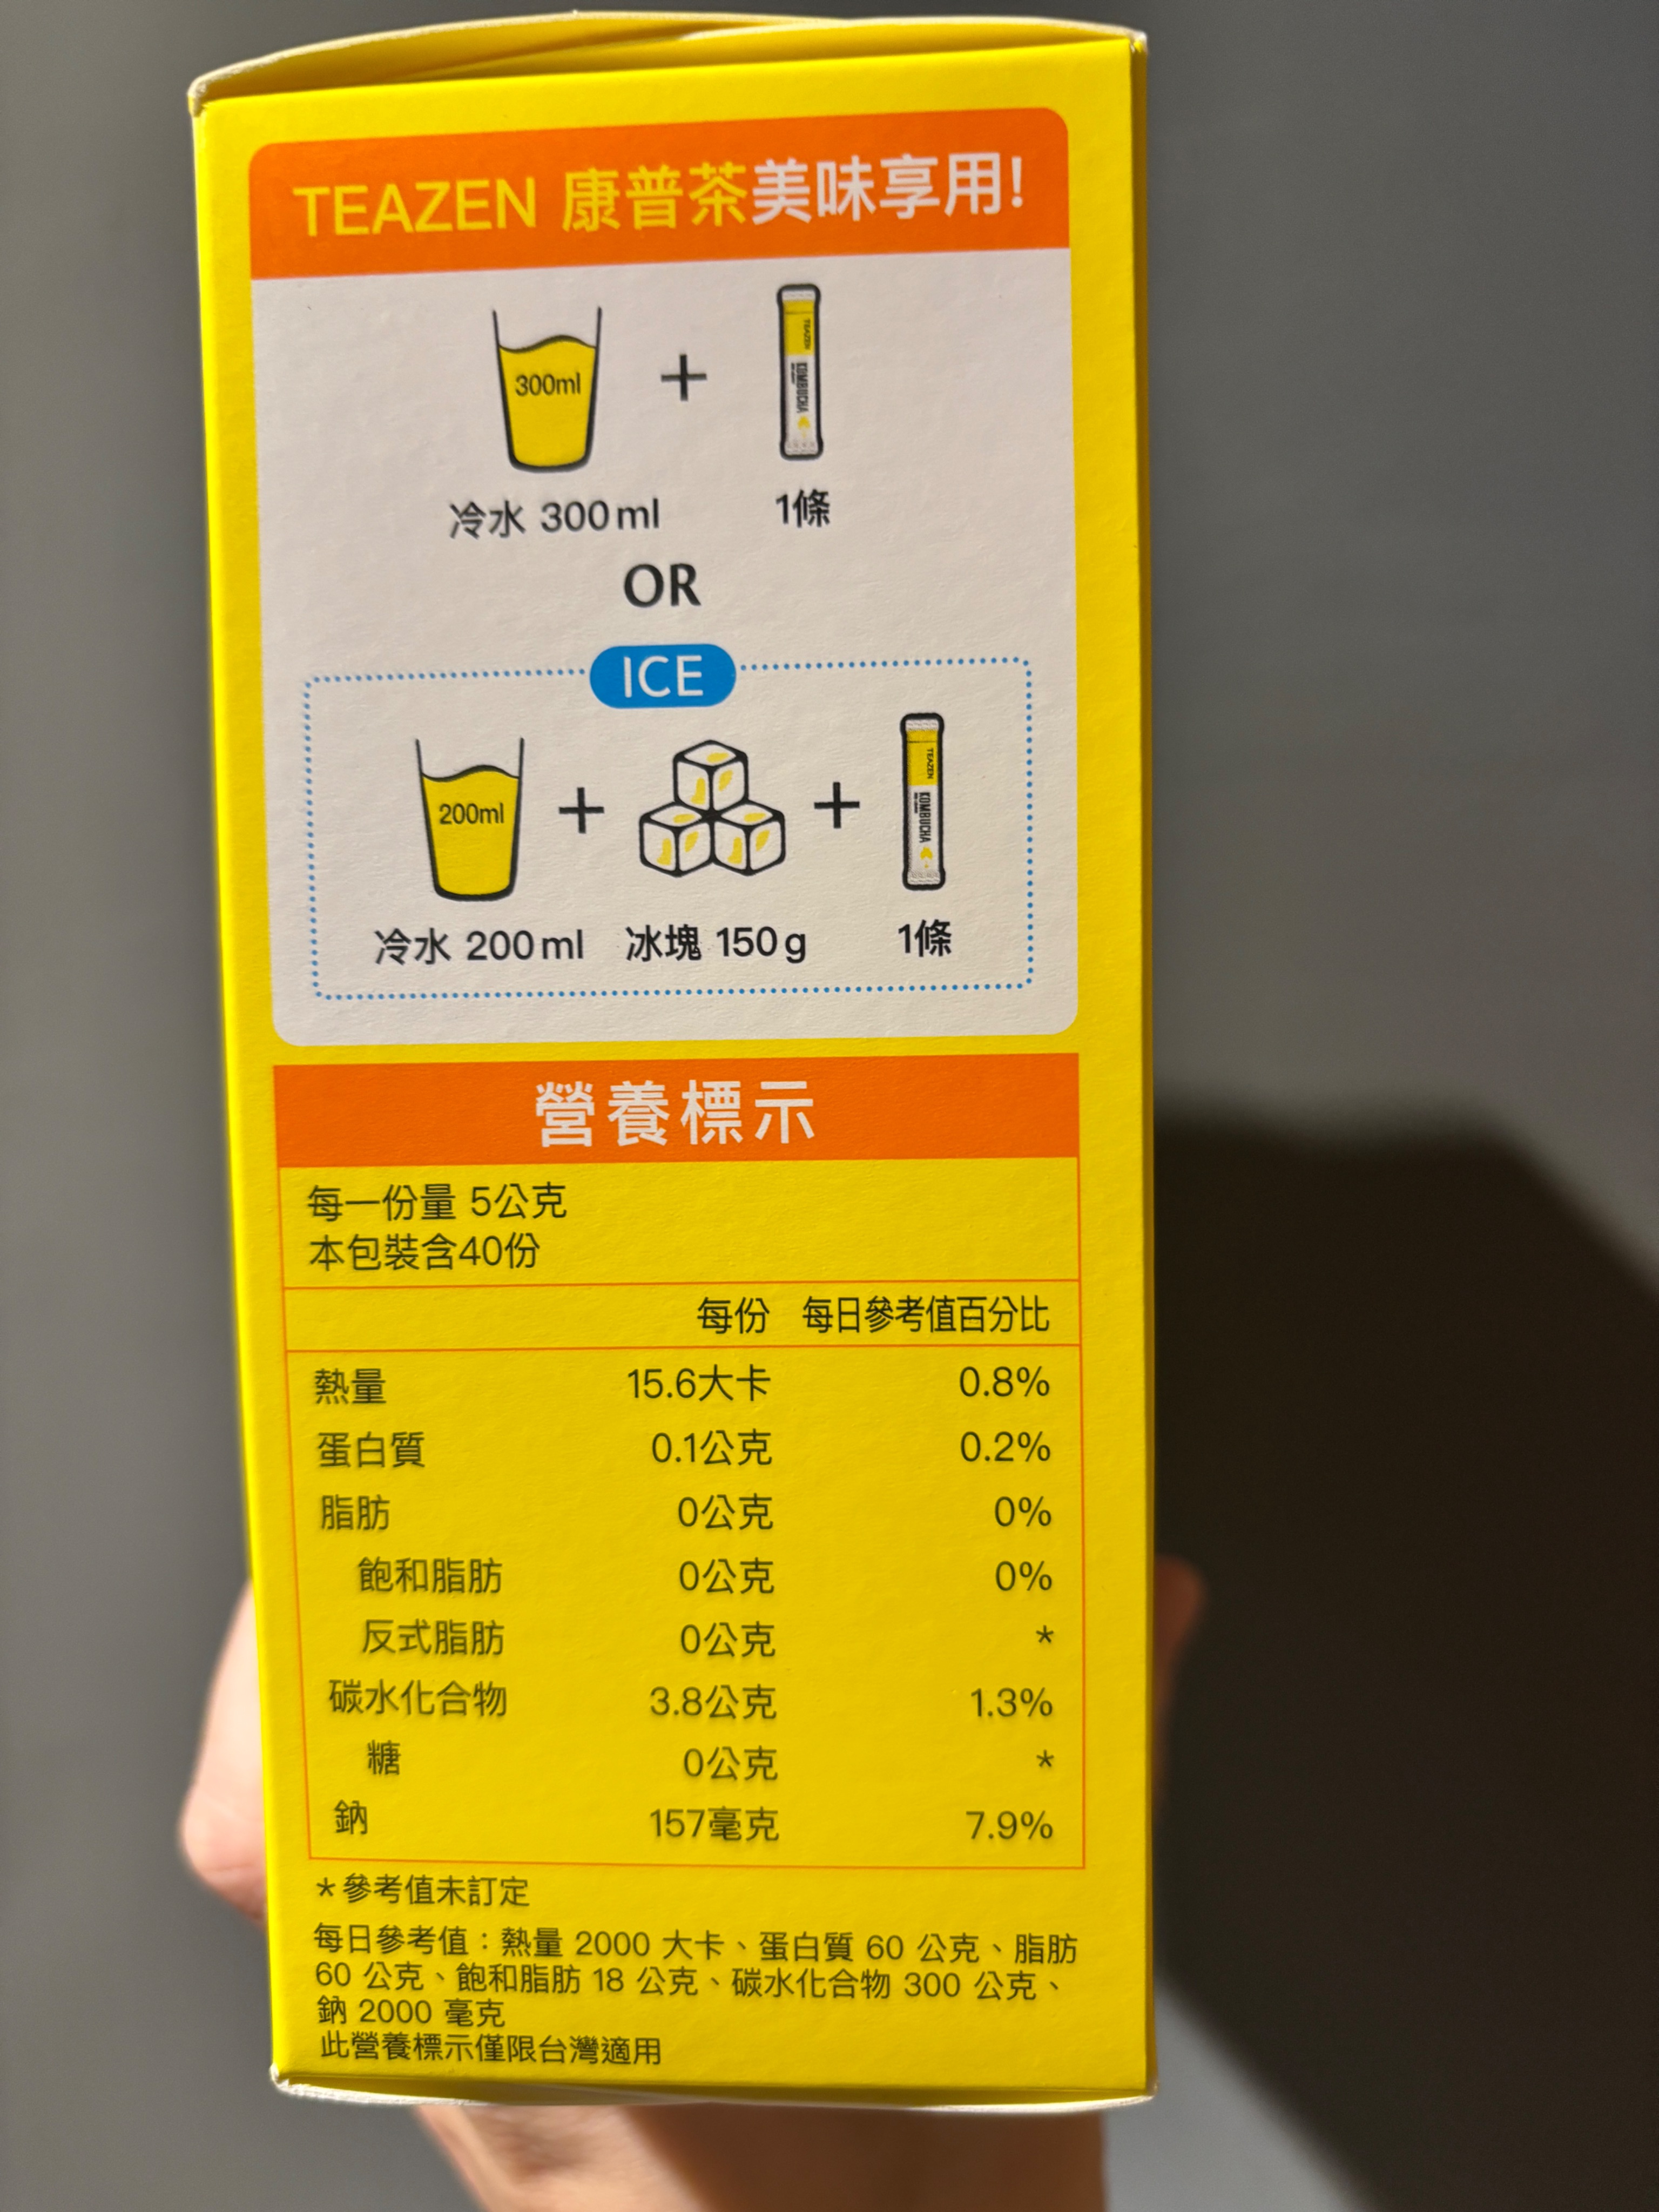 TEAZEN 康普茶美味享用!
300ml
+
TEAZEN
KOMBUCHA
冷水 300ml
1條
OR
ICE
200ml
+
+
TEAZEN
KOMBUCHA
冷水 200ml
冰塊 150g
1條
營養標示
每一份量 5公克
本包裝含40份
每份 每日參考值百分比
熱量 15.6大卡 0.8%
蛋白質 0.1公克 0.2%
脂肪 0公克 0%
飽和脂肪 0公克 0%
反式脂肪 0公克 *
碳水化合物 3.8公克 1.3%
糖 0公克 *
鈉 157毫克 7.9%
*參考值未訂定
每日參考值：熱量 2000 大卡、蛋白質 60 公克、脂肪
60 公克、飽和脂肪 18 公克、碳水化合物 300 公克、
鈉 2000 毫克
此營養標示僅限台灣適用